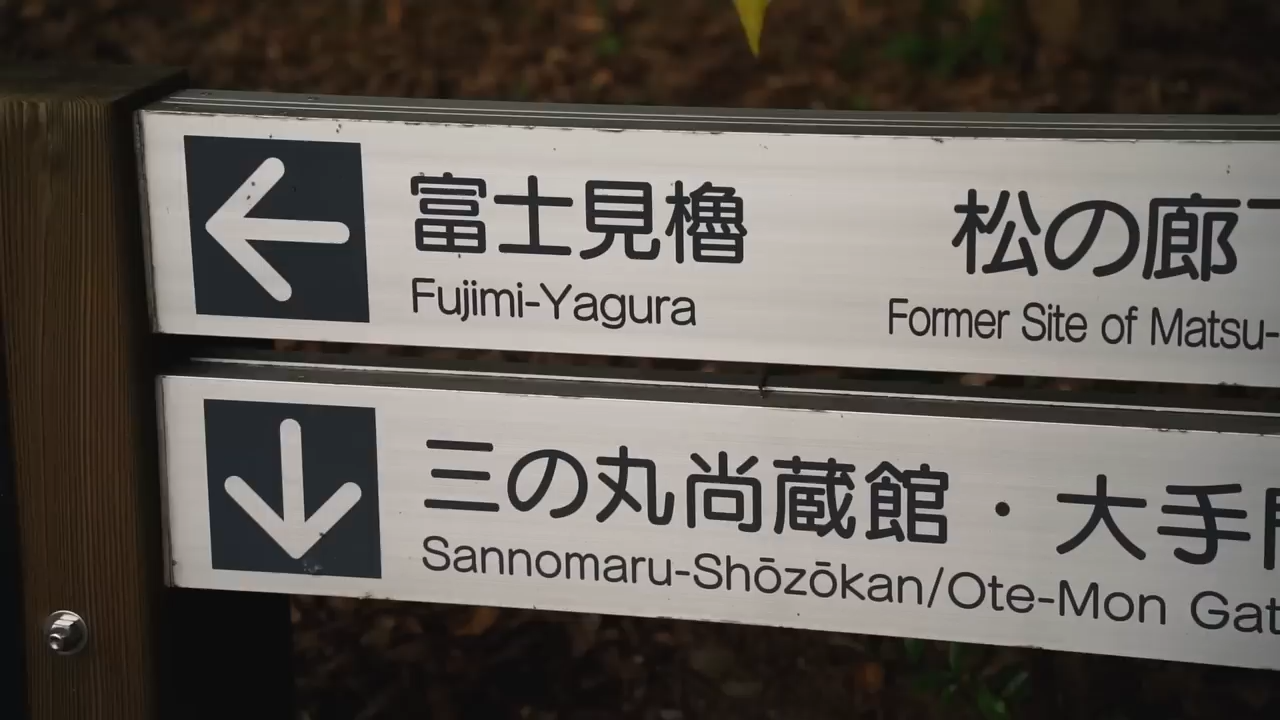 富士見櫓 松の廊
Fujimi-Yagura Former Site of Matsu-
三の丸尚蔵館・大手
Sannomaru-Shōzōkan/Ote-Mon Gat